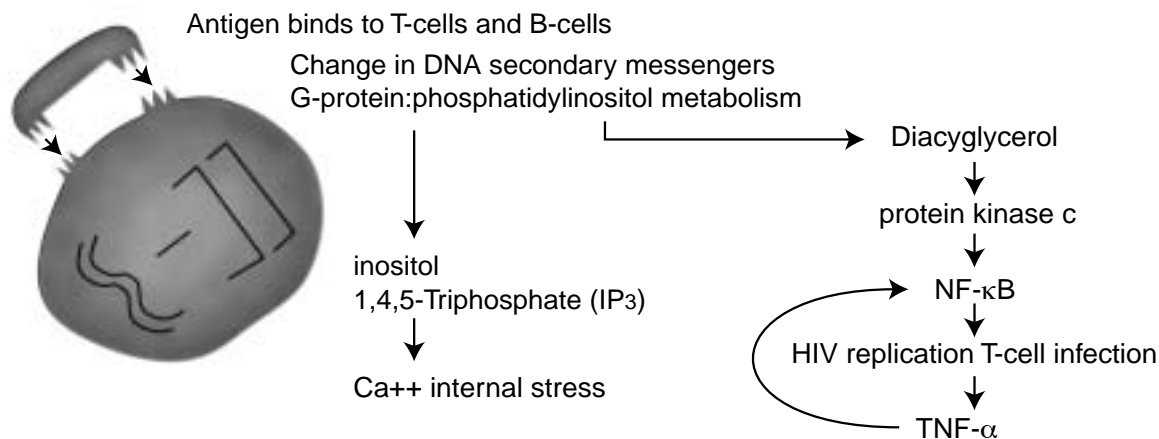 Antigen binds to T-cells and B-cells
Change in DNA secondary messengers
G-protein:phosphatidylinositol metabolism
Diacyglycerol
protein kinase c
inositol
1,4,5-Triphosphate (IP3)
NF-κB
HIV replication T-cell infection
Ca++ internal stress
TNF-α